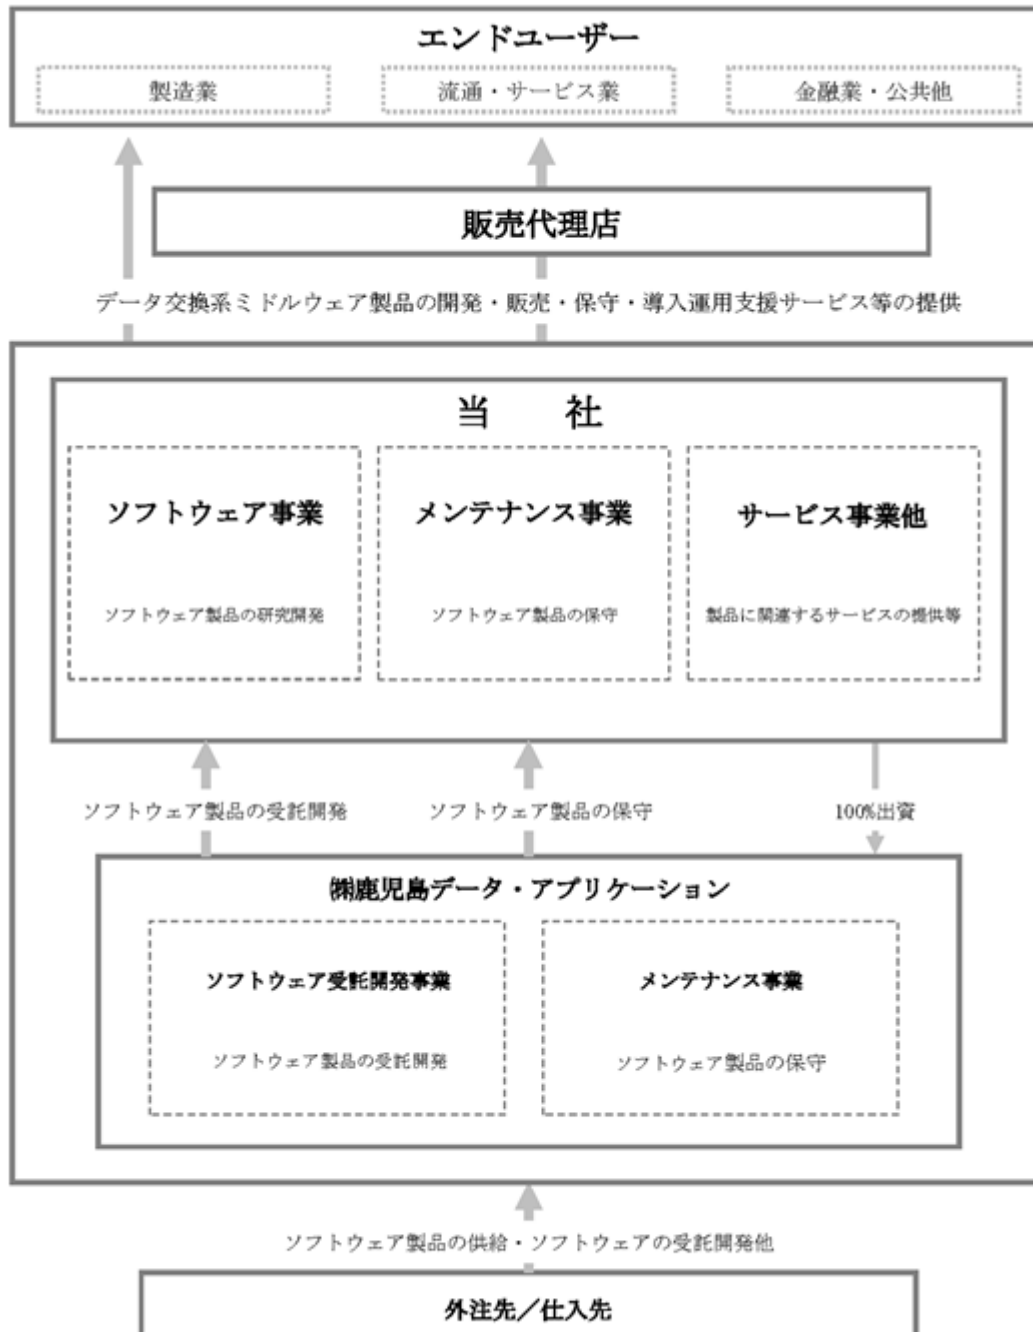 エンドユーザー
製造業 流通・サービス業 金融業・公共他
販売代理店
データ交換系ミドルウェア製品の開発・販売・保守・導入運用支援サービス等の提供
当 社
ソフトウェア事業 メンテナンス事業 サービス事業他
ソフトウェア製品の研究開発 ソフトウェア製品の保守 製品に関連するサービスの提供等
ソフトウェア製品の受託開発 ソフトウェア製品の保守 100%出資
㈱鹿児島データ・アプリケーション
ソフトウェア受託開発事業 メンテナンス事業
ソフトウェア製品の受託開発 ソフトウェア製品の保守
ソフトウェア製品の供給・ソフトウェアの受託開発他
外注先／仕入先